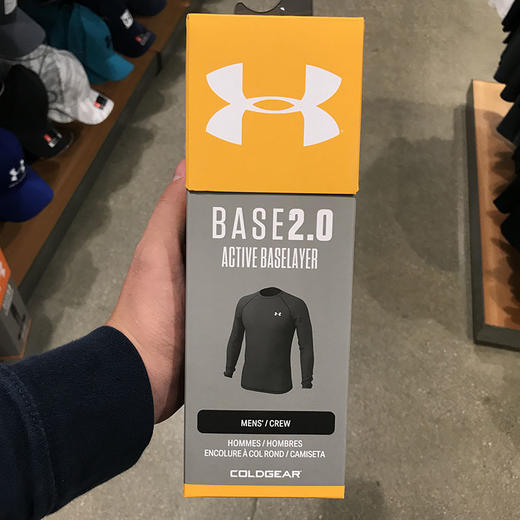 BASE2.0
ACTIVE BASELAYER
MENS' / CREW
HOMMES / HOMBRES
ENCOLURE À COL ROND / CAMISETA
COLDGEAR